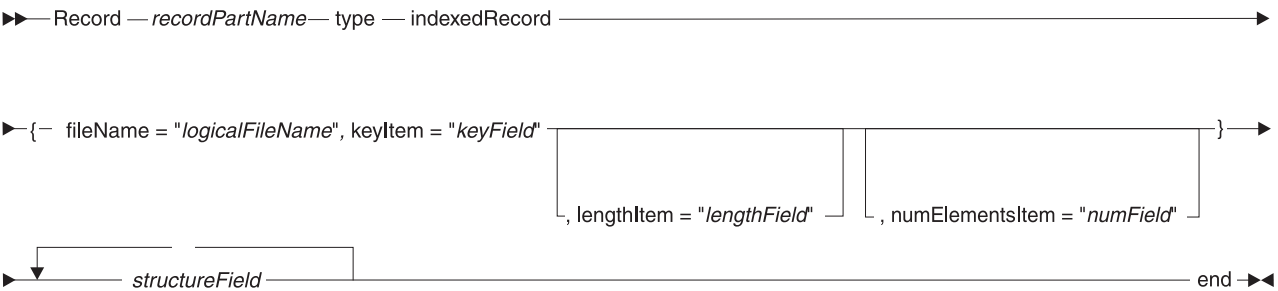 Record recordPartName type indexedRecord
{ fileName = "logicalFileName", keyItem = "keyField" }
, lengthItem = "lengthField" , numElementsItem = "numField"
structureField end